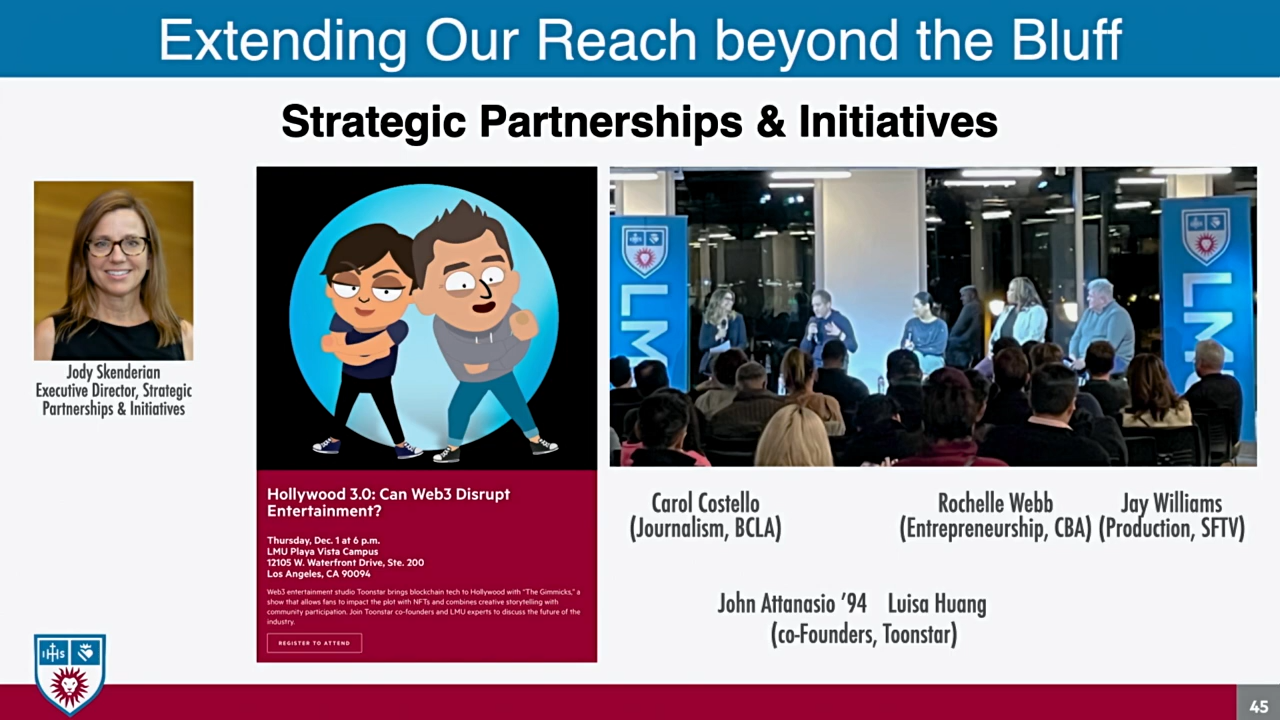 Extending Our Reach beyond the Bluff
Strategic Partnerships & Initiatives
Jody Skenderian
Executive Director, Strategic
Partnerships & Initiatives
Hollywood 3.0: Can Web3 Disrupt
Entertainment?
Thursday, Dec. 1 at 6 p.m.
LMU Playa Vista Campus
12105 W. Waterfront Drive, Ste. 200
Los Angeles, CA 90094
Web3 entertainment studio Toonstar brings blockchain tech to Hollywood with "The Gimmicks," a
show that allows fans to impact the plot with NFTs and combines creative storytelling with
community participation. Join Toonstar co-founders and LMU experts to discuss the future of the
industry.
REGISTER TO ATTEND
LM
LM
Carol Costello
(Journalism, BCLA)
Rochelle Webb
(Entrepreneurship, CBA)
Jay Williams
(Production, SFTV)
John Attanasio ’94 Luisa Huang
(co-Founders, Toonstar)
IHS
45